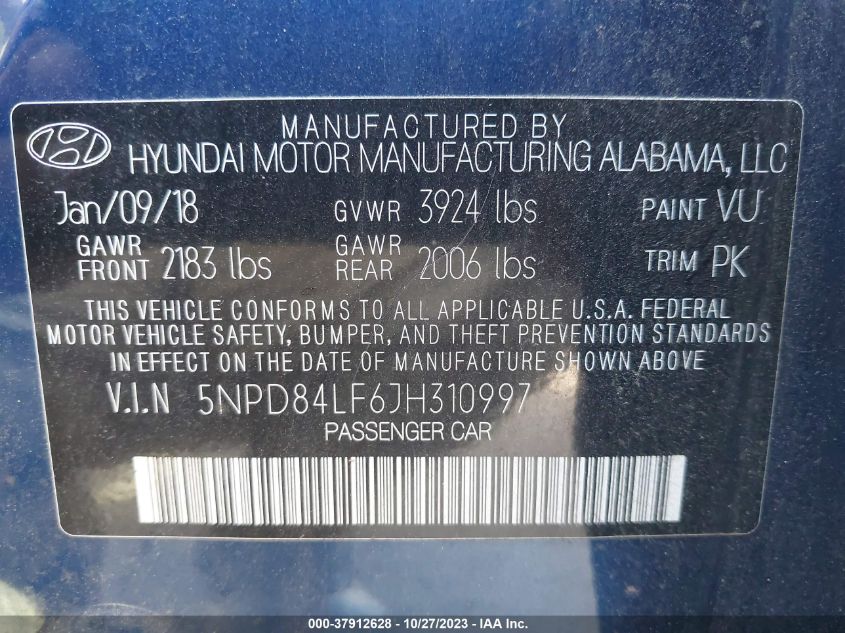 MANUFACTURED BY
HYUNDAI MOTOR MANUFACTURING ALABAMA, LLC
Jan/09/18 GVWR 3924 lbs PAINT VU
GAWR FRONT 2183 lbs GAWR REAR 2006 lbs TRIM PK
THIS VEHICLE CONFORMS TO ALL APPLICABLE U.S.A. FEDERAL
MOTOR VEHICLE SAFETY, BUMPER, AND THEFT PREVENTION STANDARDS
IN EFFECT ON THE DATE OF MANUFACTURE SHOWN ABOVE.
V.I.N 5NPD84LF6JH310997
PASSENGER CAR
000-37912628 - 10/27/2023 - IAA Inc.